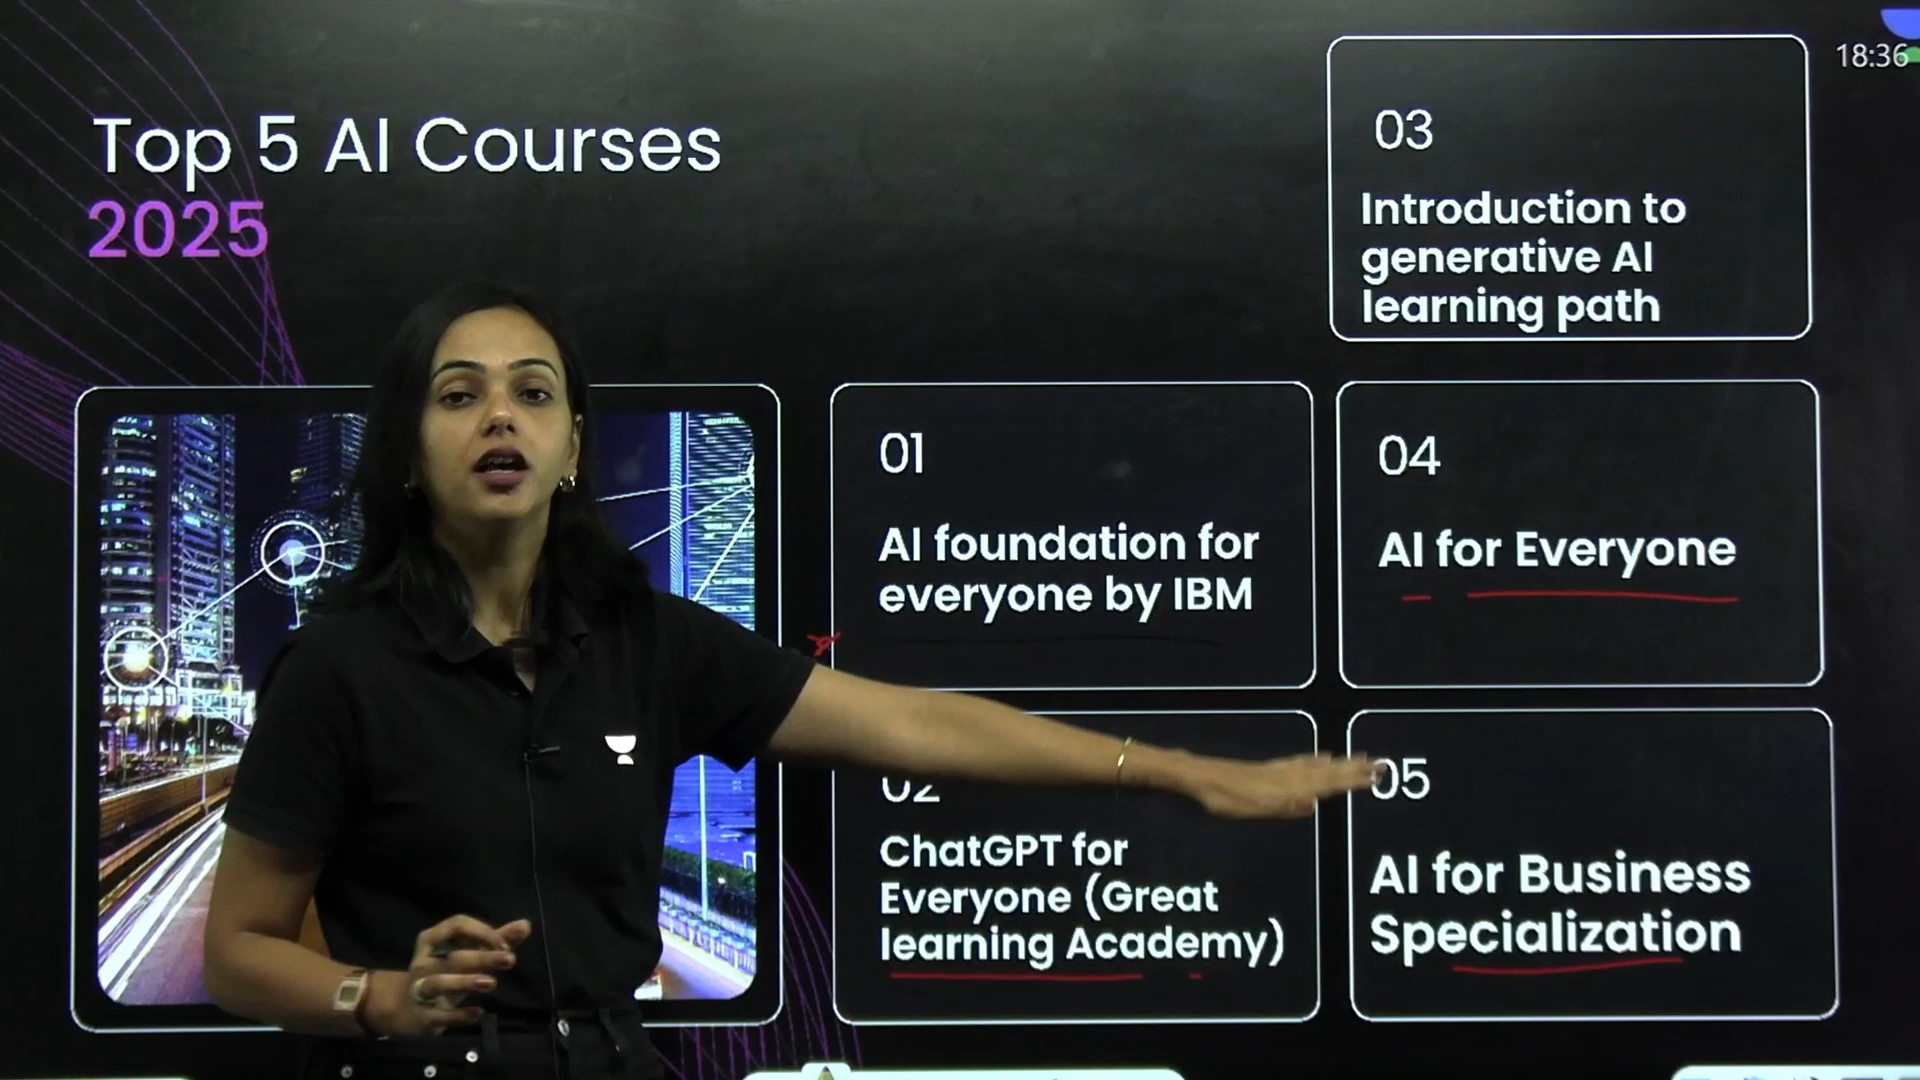 Top 5 AI Courses
2025
18:36
03
Introduction to
generative AI
learning path
01
AI foundation for
everyone by IBM
04
AI for Everyone
02
ChatGPT for
Everyone (Great
learning Academy)
05
AI for Business
Specialization